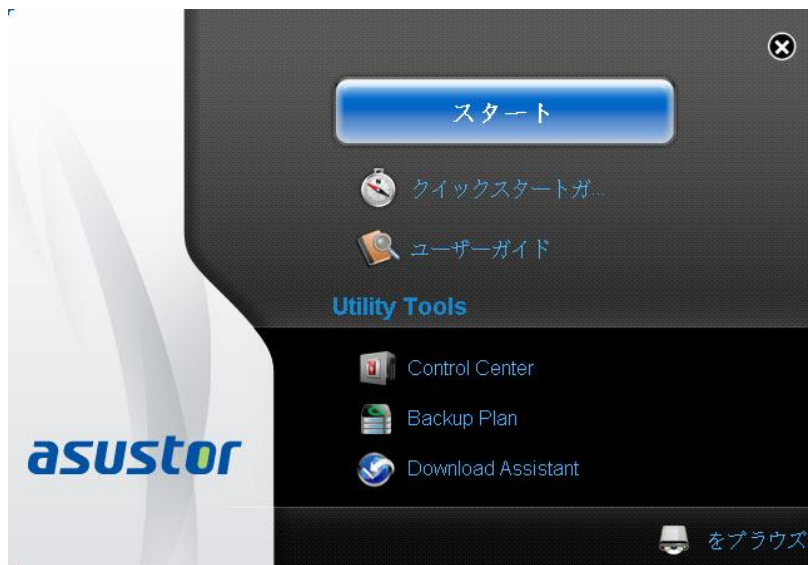 スタート
クイックスタートガ...
ユーザーガイド
Utility Tools
Control Center
Backup Plan
Download Assistant
asustor
をブラウズ